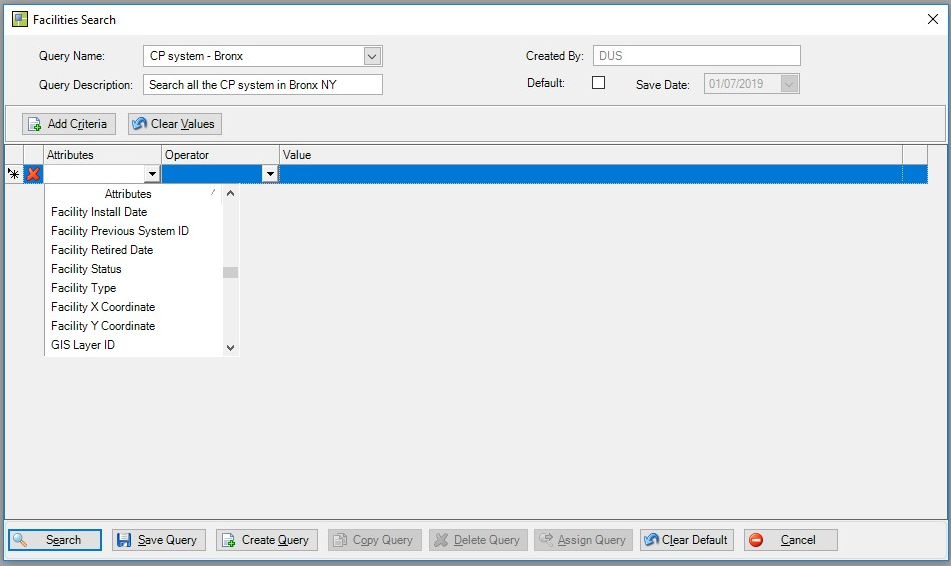 Facilities Search
Query Name: CP system - Bronx Created By: DUS
Query Description: Search all the CP system in Bronx NY Default: Save Date: 01/07/2019
Add Criteria Clear Values
Attributes Operator Value
Attributes
Facility Install Date
Facility Previous System ID
Facility Retired Date
Facility Status
Facility Type
Facility X Coordinate
Facility Y Coordinate
GIS Layer ID
Search Save Query Create Query Copy Query Delete Query Assign Query Clear Default Cancel